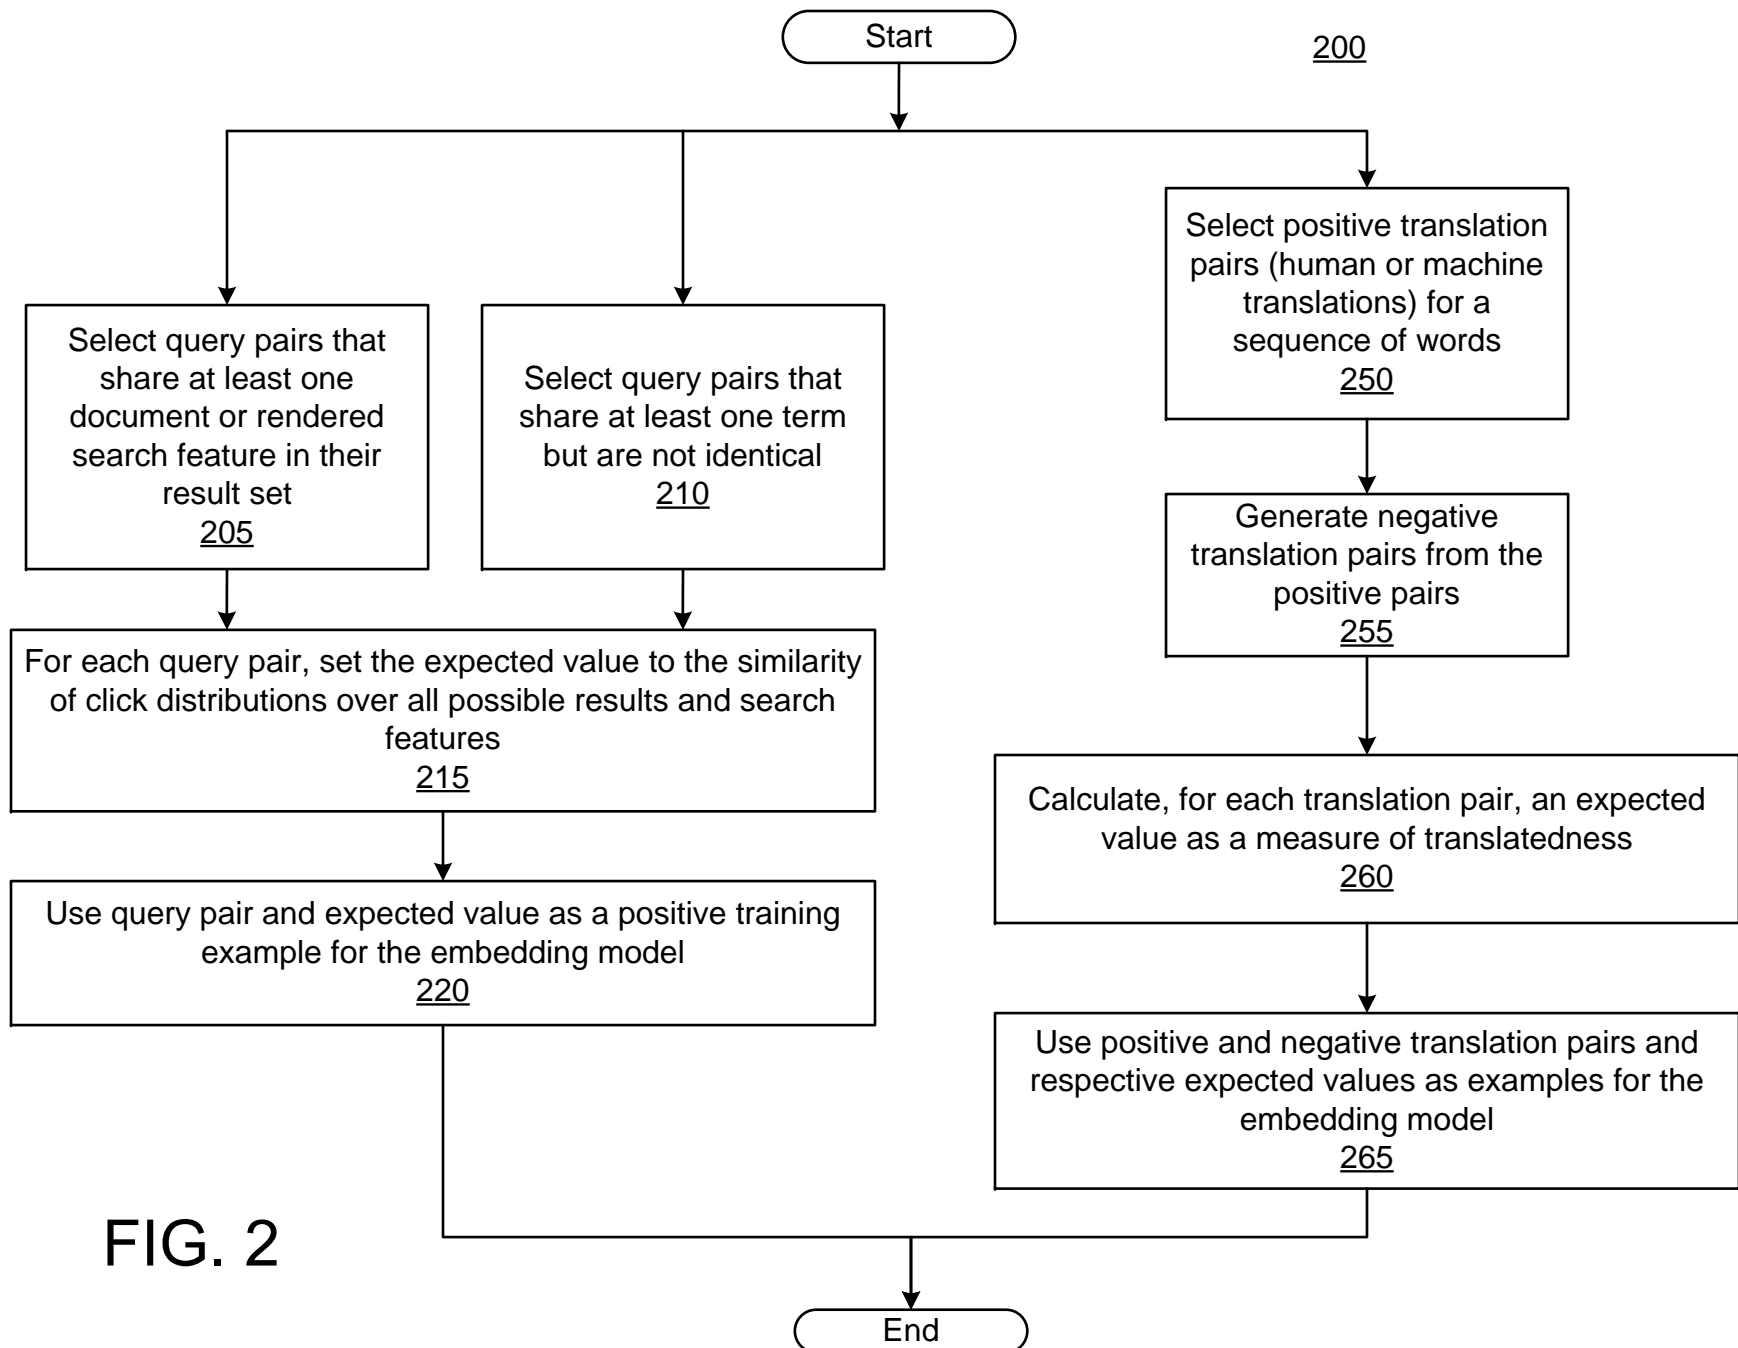 Start
200
Select query pairs that
share at least one
document or rendered
search feature in their
result set
205
Select query pairs that
share at least one term
but are not identical
210
For each query pair, set the expected value to the similarity
of click distributions over all possible results and search
features
215
Use query pair and expected value as a positive training
example for the embedding model
220
Select positive translation
pairs (human or machine
translations) for a
sequence of words
250
Generate negative
translation pairs from the
positive pairs
255
Calculate, for each translation pair, an expected
value as a measure of translatedness
260
Use positive and negative translation pairs and
respective expected values as examples for the
embedding model
265
FIG. 2
End